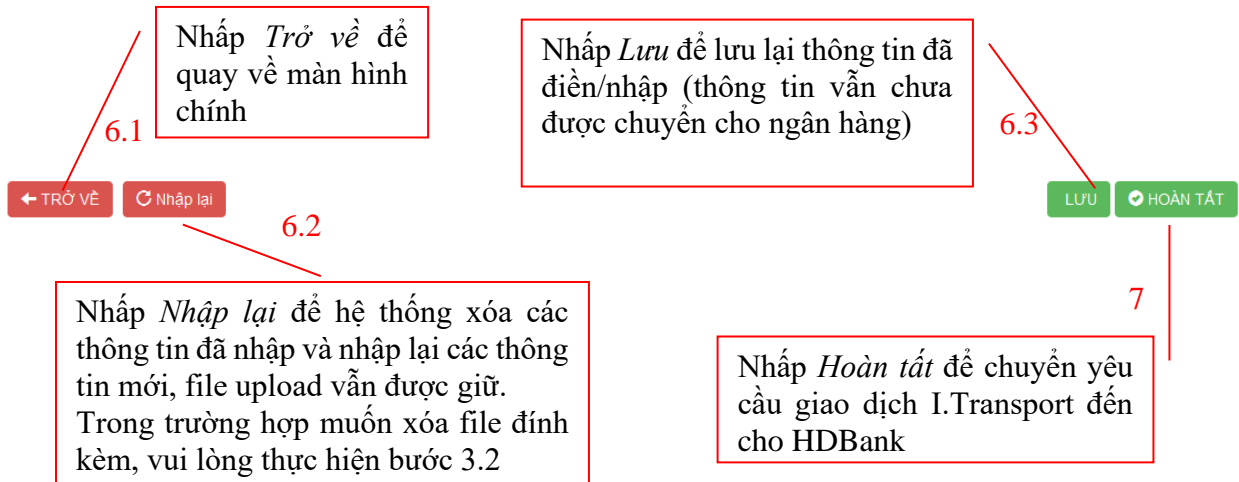 Nhấp Trở về để
quay về màn hình
chính
6.1
Nhấp Lưu để lưu lại thông tin đã
điền/nhập (thông tin vẫn chưa
được chuyển cho ngân hàng)
6.3
TRỞ VỀ
Nhập lại
LƯU
HOÀN TẤT
6.2
Nhấp Nhập lại để hệ thống xóa các
thông tin đã nhập và nhập lại các thông
tin mới, file upload vẫn được giữ.
Trong trường hợp muốn xóa file đính
kèm, vui lòng thực hiện bước 3.2
7
Nhấp Hoàn tất để chuyển yêu
cầu giao dịch I.Transport đến
cho HDBank